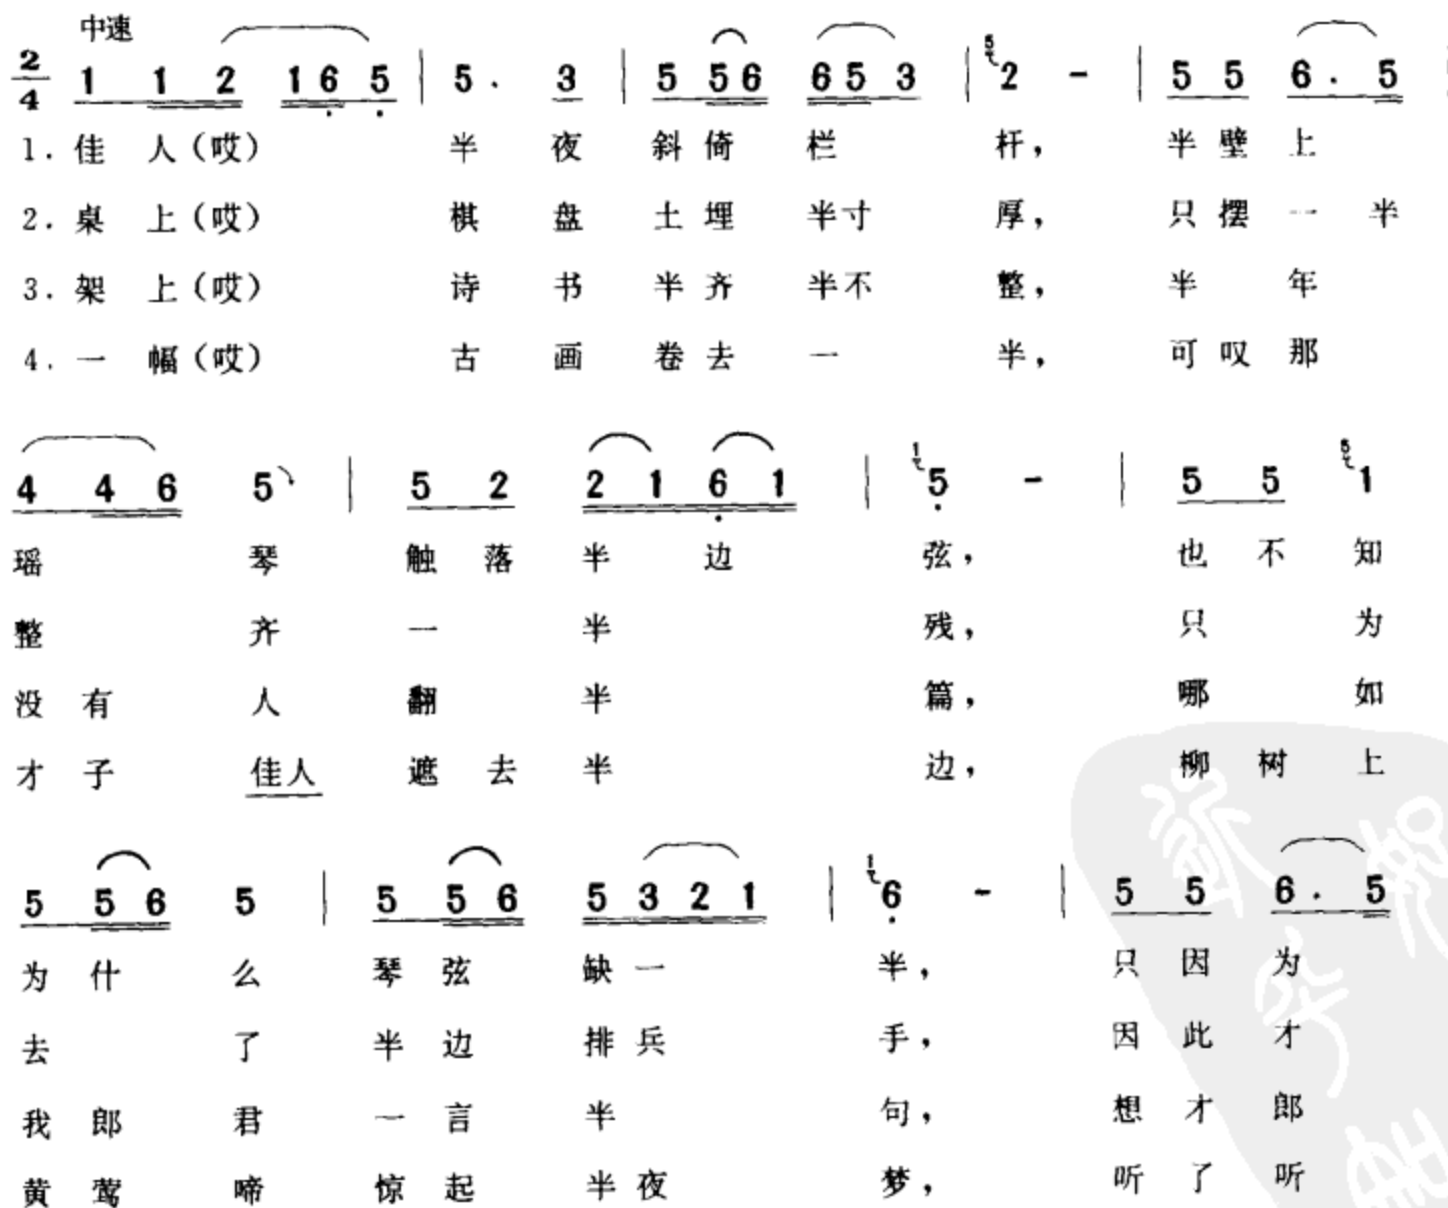 中速
2/4 1 1 2 1 6 5 | 5 . 3 | 5 5 6 6 5 3 | 5 2 - | 5 5 6 . 5
1. 佳 人(哎) 半 夜 斜 倚 栏 杆, 半 壁 上
2. 桌 上(哎) 棋 盘 土 埋 半寸 厚, 只 摆 一 半
3. 架 上(哎) 诗 书 半 齐 半不 整, 半 年
4. 一 幅(哎) 古 画 卷 去 一 半, 可 叹 那
4 4 6 5 | 5 2 2 1 6 1 | 1 5 - | 5 5 5 1
瑶 琴 触 落 半 边 弦, 也 不 知
整 齐 一 半 残, 只 为
没 有 人 翻 半 篇, 哪 如
才 子 佳人 遮 去 半 边, 柳 树 上
5 5 6 5 | 5 5 6 5 3 2 1 | 1 6 - | 5 5 6 . 5
为 什 么 琴 弦 缺 一 半, 只 因 为
去 了 半 边 排 兵 手, 因 此 才
我 郎 君 一 言 半 句, 想 才 郎
黄 莺 啼 惊 起 半 夜 梦, 听 了 听